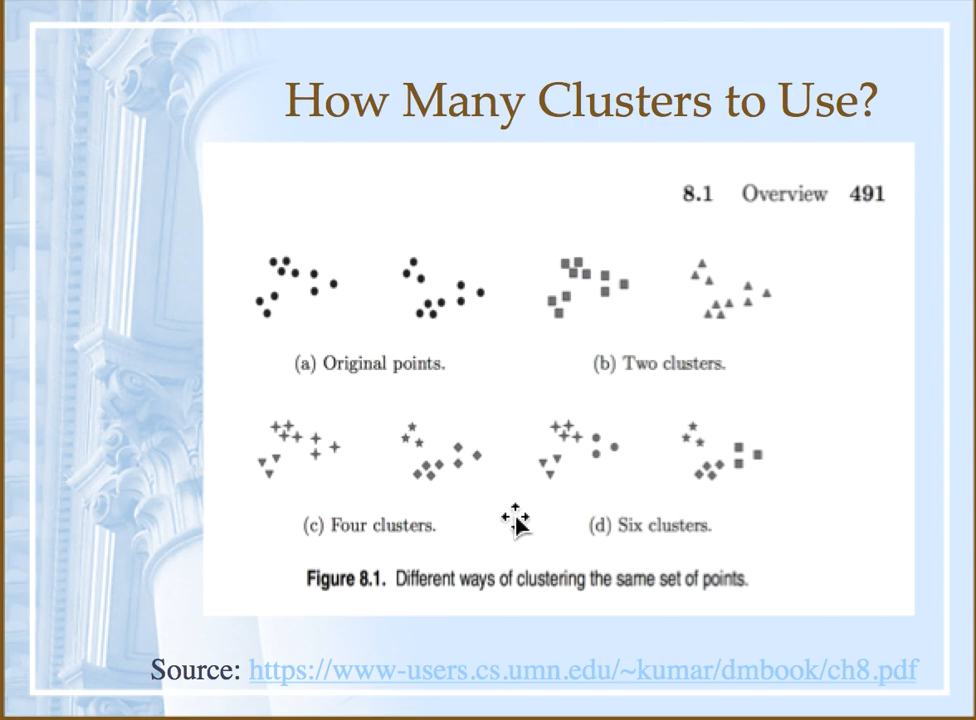 How Many Clusters to Use?
8.1 Overview 491
(a) Original points.
(b) Two clusters.
(c) Four clusters.
(d) Six clusters.
Figure 8.1. Different ways of clustering the same set of points.
Source: https://www-users.cs.umn.edu/~kumar/dmbook/ch8.pdf